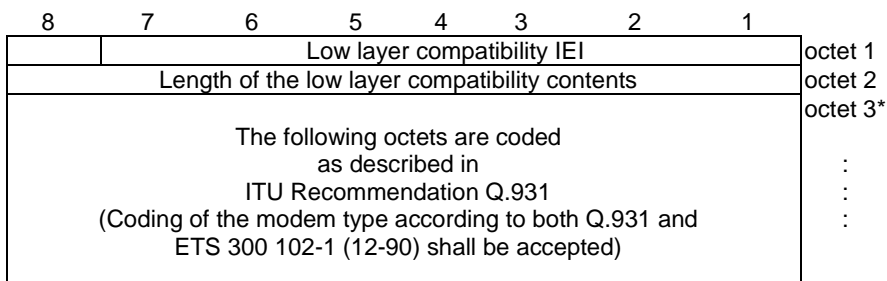 8 7 6 5 4 3 2 1
Low layer compatibility IEI octet 1
Length of the low layer compatibility contents octet 2
octet 3*
The following octets are coded
as described in :
ITU Recommendation Q.931 :
(Coding of the modem type according to both Q.931 and :
ETS 300 102-1 (12-90) shall be accepted)